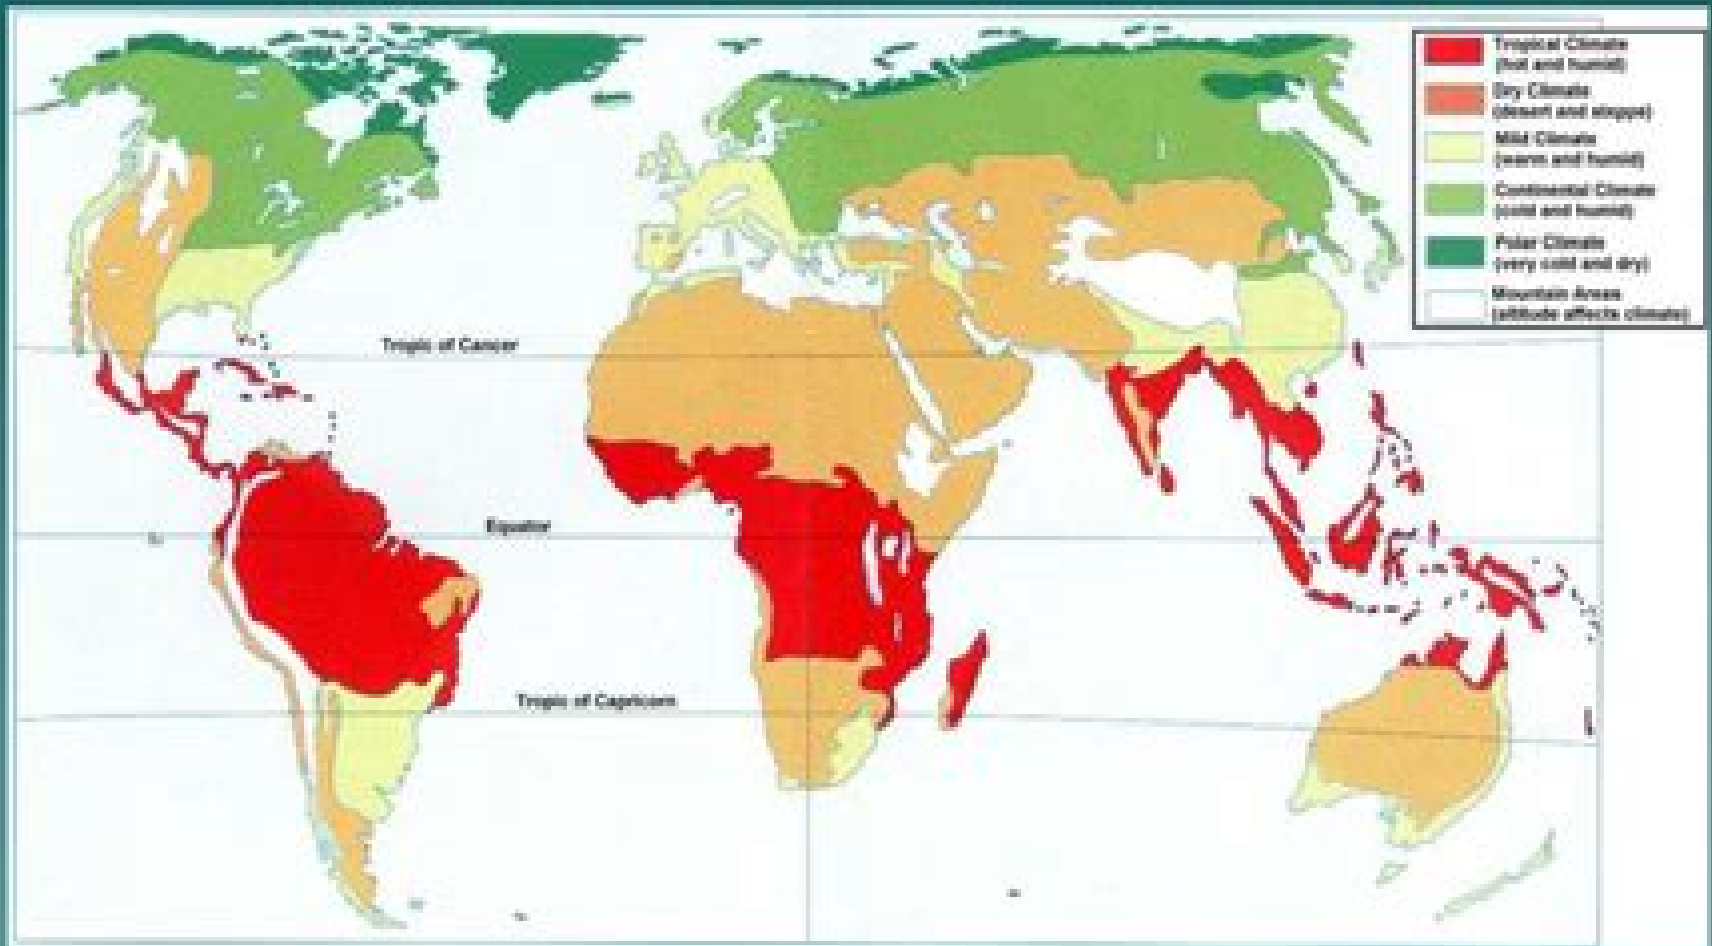 Tropical Climate
(hot and humid)
Dry Climate
(desert and steppe)
Mild Climate
(warm and humid)
Continental Climate
(cold and humid)
Polar Climate
(very cold and dry)
Mountain Areas
(altitude affects climate)
Tropic of Cancer
Equator
Tropic of Capricorn